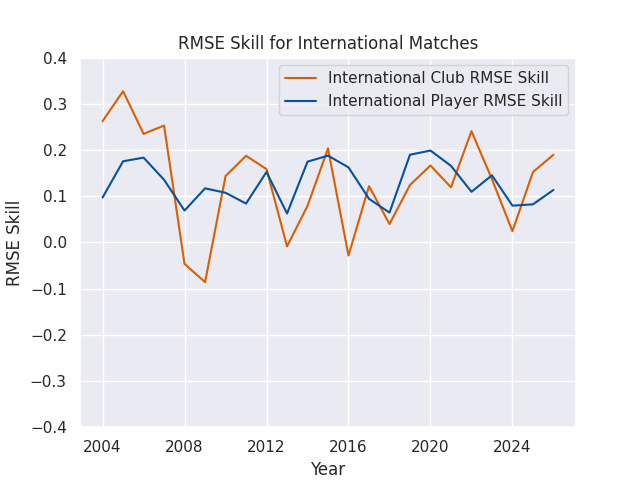 RMSE Skill for International Matches
International Club RMSE Skill
International Player RMSE Skill
RMSE Skill
0.4
0.3
0.2
0.1
0.0
−0.1
−0.2
−0.3
−0.4
2004 2008 2012 2016 2020 2024
Year